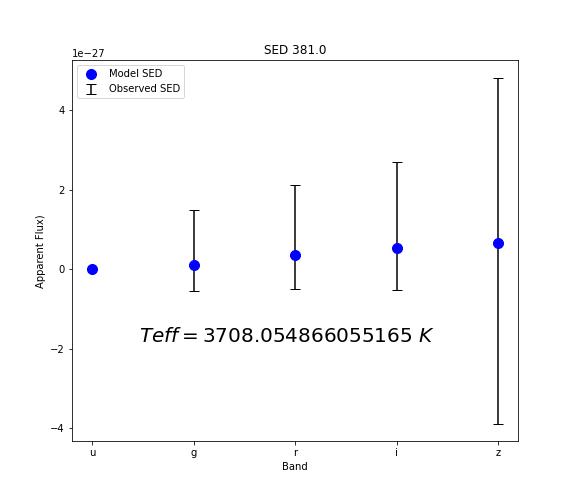 SED 381.0
1e−27
Model SED
Observed SED
4
2
0
−2
−4
Apparent Flux)
Teff = 3708.054866055165 K
u g r i z
Band